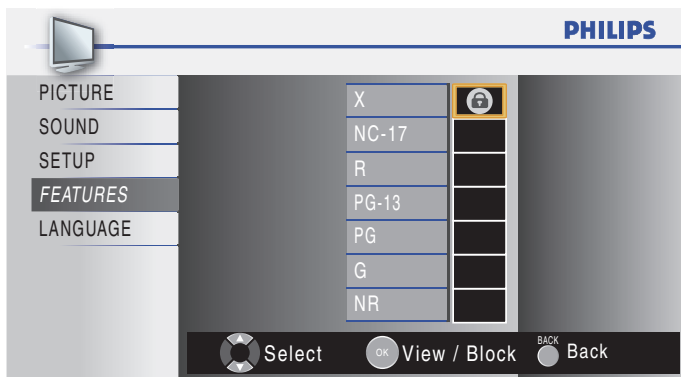 PHILIPS
PICTURE
SOUND
SETUP
FEATURES
LANGUAGE
X
NC-17
R
PG-13
PG
G
NR
Select
OK View / Block
BACK Back